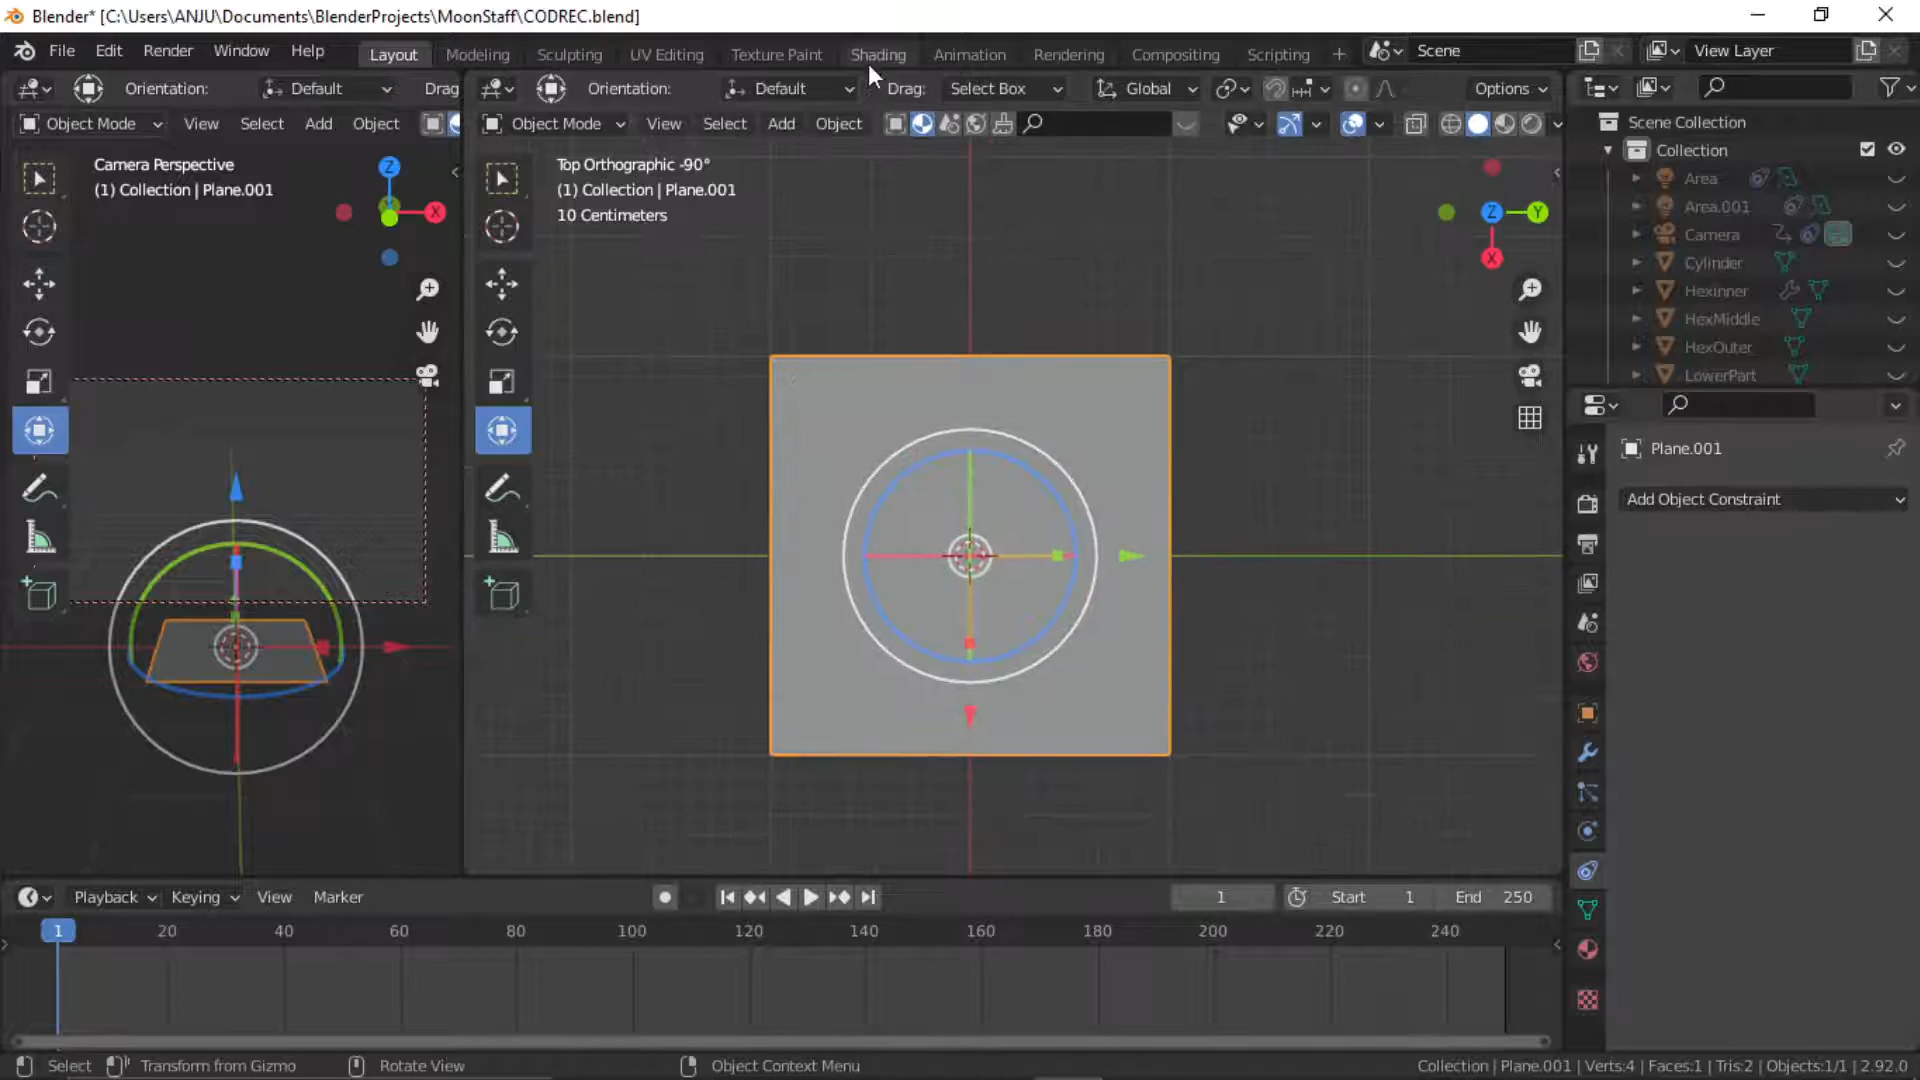 Blender* [C:\Users\ANJU\Documents\BlenderProjects\MoonStaff\CODREC.blend]
File Edit Render Window Help Layout Modeling Sculpting UV Editing Texture Paint Shading Animation Rendering Compositing Scripting + Scene View Layer
Orientation: Default Drag Orientation: Default Drag: Select Box Global Options
Object Mode View Select Add Object Object Mode View Select Add Object Scene Collection
Camera Perspective Top Orthographic -90° Collection
(1) Collection | Plane.001 (1) Collection | Plane.001 Area
10 Centimeters Area.001
Z X Z Y X
Camera
Cylinder
Hexinner
HexMiddle
HexOuter
LowerPart
Plane.001
Add Object Constraint
Playback Keying View Marker 1 Start 1 End 250
1 20 40 60 80 100 120 140 160 180 200 220 240
Select Transform from Gizmo Rotate View Object Context Menu Collection | Plane.001 | Verts:4 | Faces:1 | Tris:2 | Objects:1/1 | 2.92.0